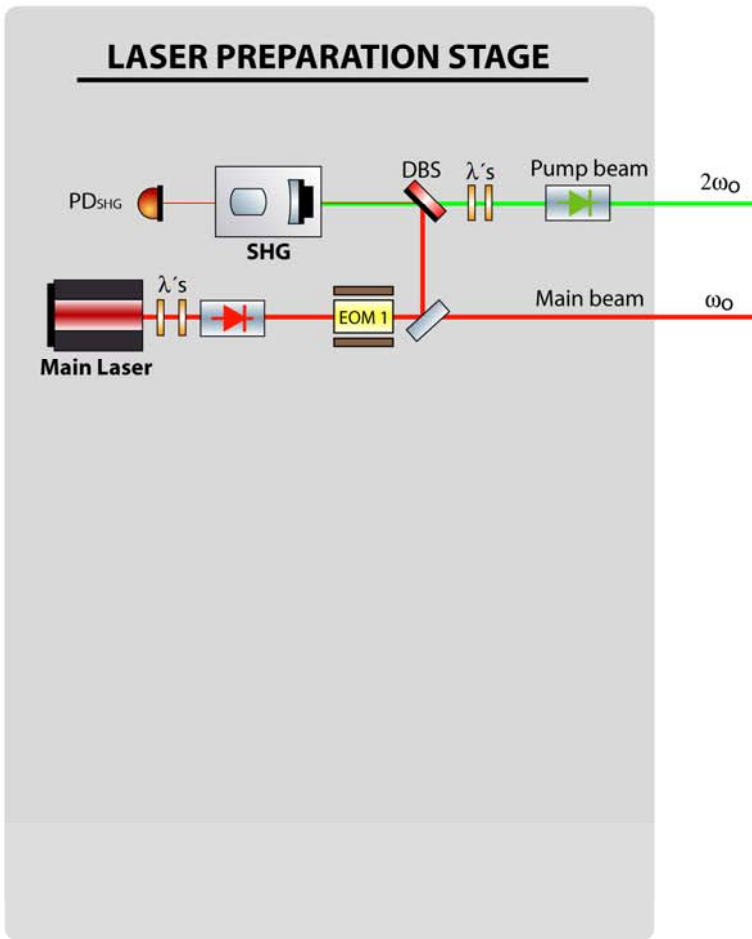 LASER PREPARATION STAGE
DBS
λ´s
Pump beam
2ωo
PDSHG
SHG
λ´s
EOM 1
Main beam
ωo
Main Laser